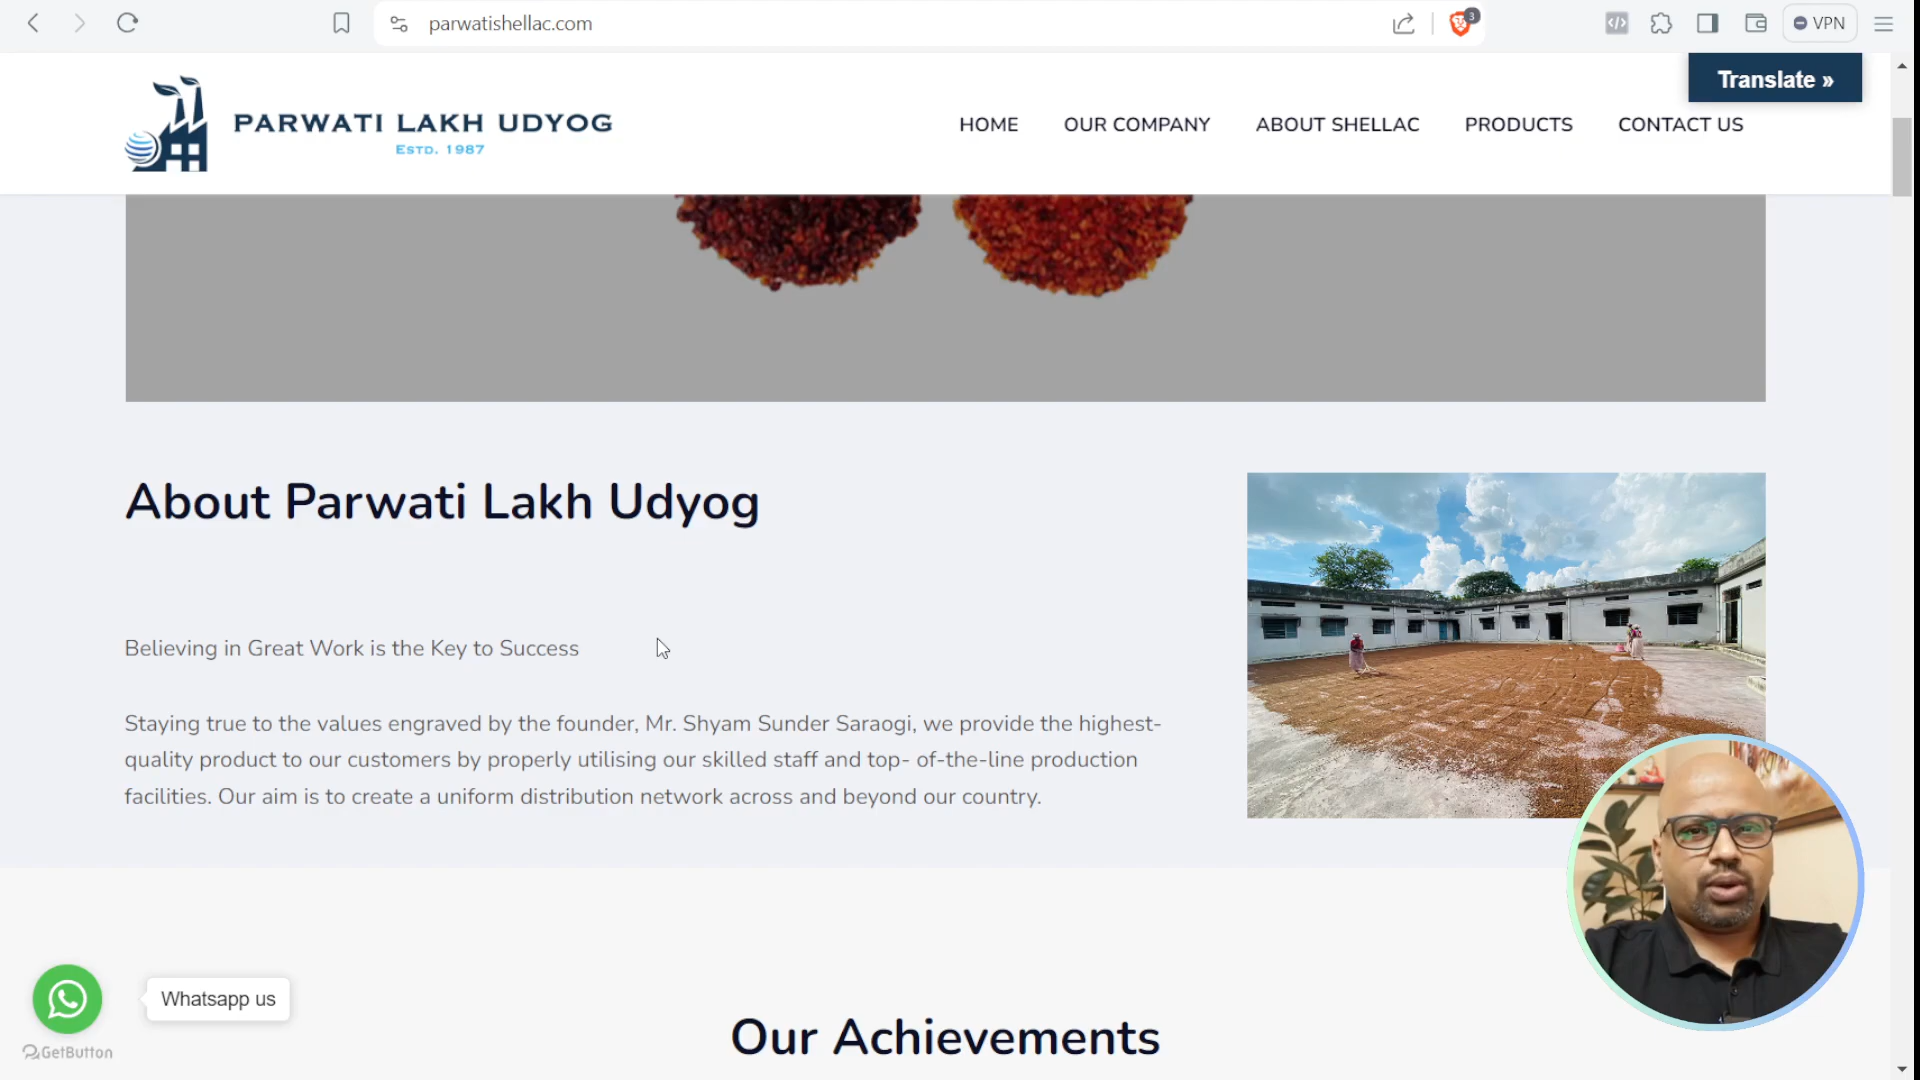 parwatishellac.com
3
VPN
Translate »
PARWATI LAKH UDYOG
ESTD. 1987
HOME
OUR COMPANY
ABOUT SHELLAC
PRODUCTS
CONTACT US
About Parwati Lakh Udyog
Believing in Great Work is the Key to Success
Staying true to the values engraved by the founder, Mr. Shyam Sunder Saraogi, we provide the highest-
quality product to our customers by properly utilising our skilled staff and top- of-the-line production
facilities. Our aim is to create a uniform distribution network across and beyond our country.
Whatsapp us
GetButton
Our Achievements